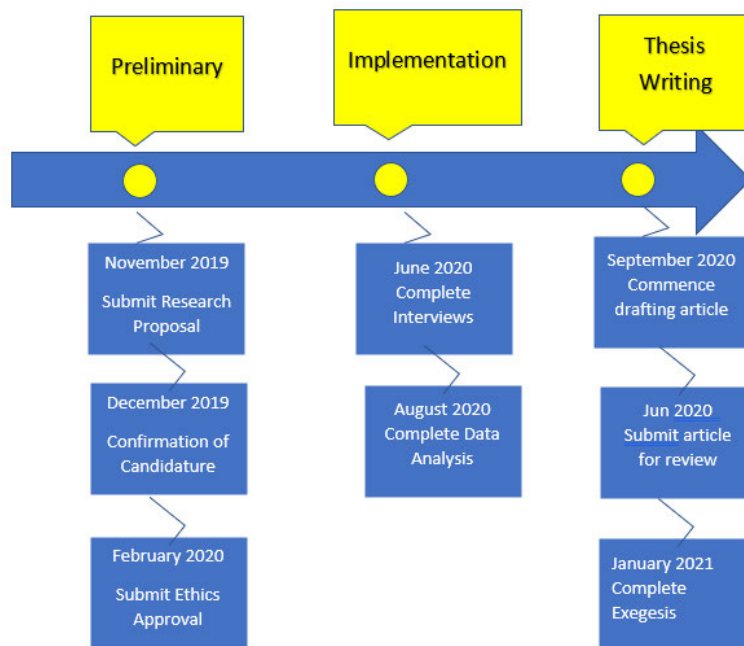 Preliminary
November 2019
Submit Research
Proposal
December 2019
Confirmation of
Candidature
February 2020
Submit Ethics
Approval
Implementation
June 2020
Complete
Interviews
August 2020
Complete Data
Analysis
Thesis
Writing
September 2020
Commence
drafting article
Jun 2020
Submit article
for review
January 2021
Complete
Exegesis